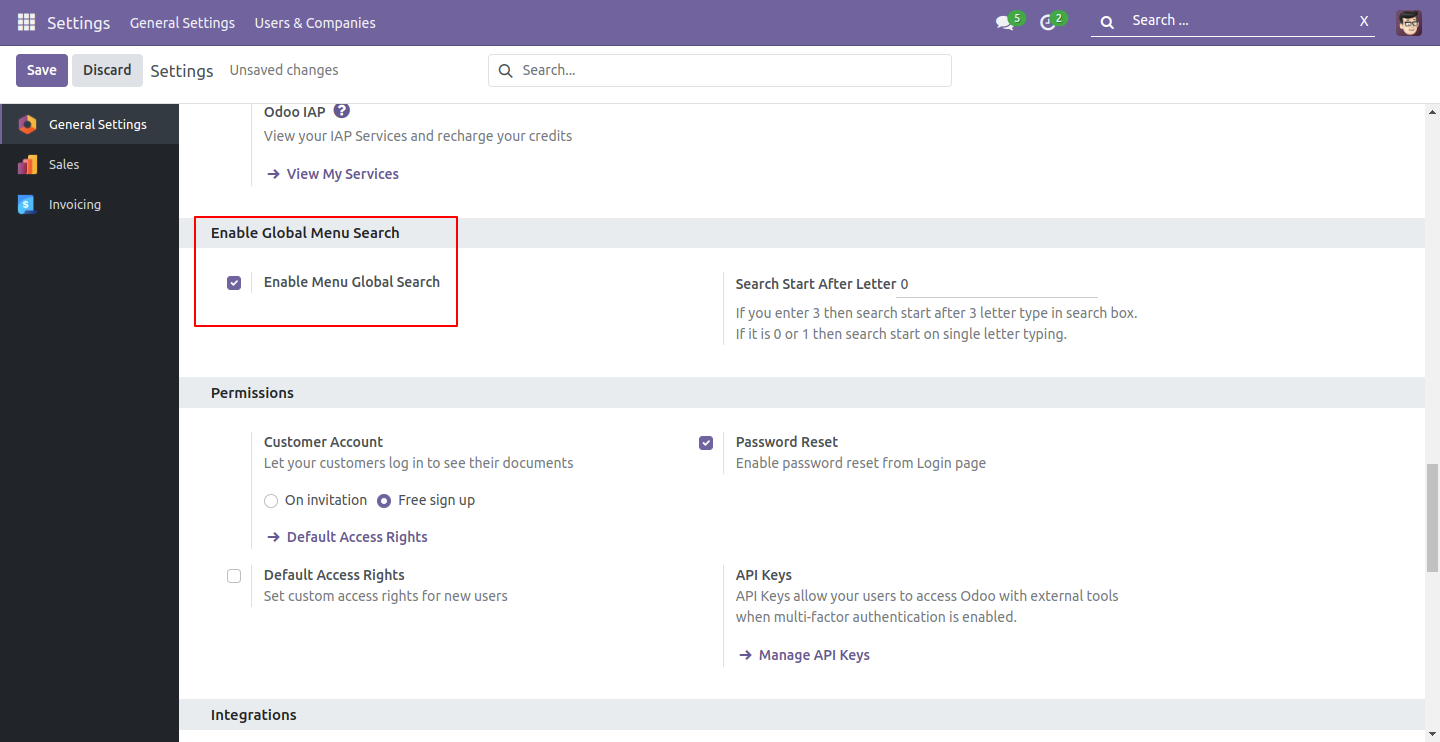 Settings General Settings Users & Companies 5 2 Search ... X
Save Discard Settings Unsaved changes Search...
General Settings
Sales
Invoicing
Odoo IAP ?
View your IAP Services and recharge your credits
→ View My Services
Enable Global Menu Search
Enable Menu Global Search
Search Start After Letter 0
If you enter 3 then search start after 3 letter type in search box.
If it is 0 or 1 then search start on single letter typing.
Permissions
Customer Account
Let your customers log in to see their documents
On invitation Free sign up
→ Default Access Rights
Password Reset
Enable password reset from Login page
Default Access Rights
Set custom access rights for new users
API Keys
API Keys allow your users to access Odoo with external tools
when multi-factor authentication is enabled.
→ Manage API Keys
Integrations